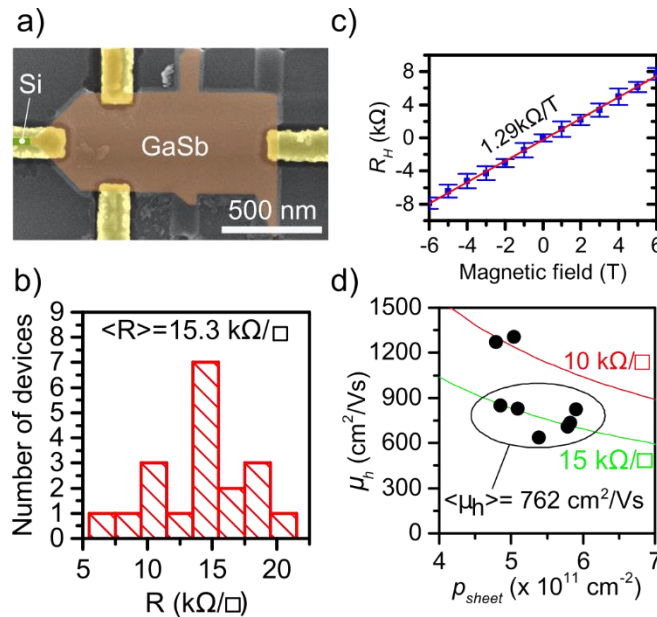 a)
Si
GaSb
500 nm
b)
Number of devices
9
8
7
6
5
4
3
2
1
0
<R>=15.3 kΩ/□
5
10
15
20
R (kΩ/□)
c)
R_H (kΩ)
8
4
0
-4
-8
1.29kΩ/T
-6
-4
-2
0
2
4
6
Magnetic field (T)
d)
μ_h (cm²/Vs)
1500
1200
900
600
300
0
10 kΩ/□
15 kΩ/□
<μ_h>= 762 cm²/Vs
4
5
6
7
p_sheet (x 10¹¹ cm⁻²)